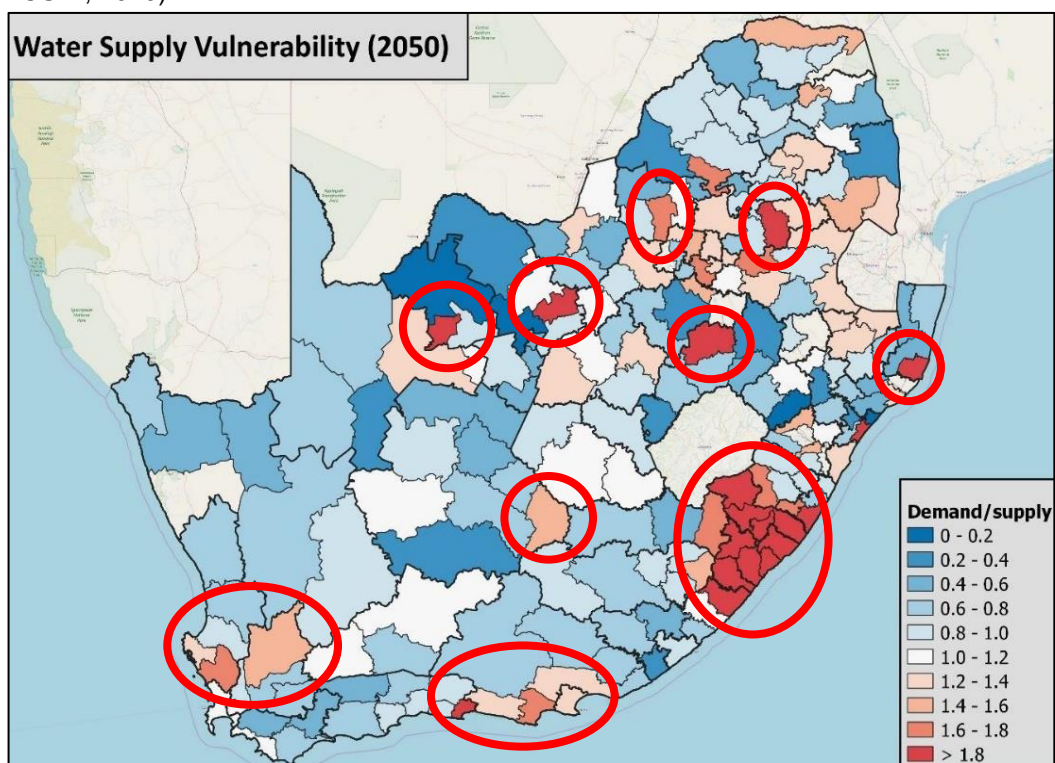 Water Supply Vulnerability (2050)
Demand/supply
0 - 0.2
0.2 - 0.4
0.4 - 0.6
0.6 - 0.8
0.8 - 1.0
1.0 - 1.2
1.2 - 1.4
1.4 - 1.6
1.6 - 1.8
> 1.8